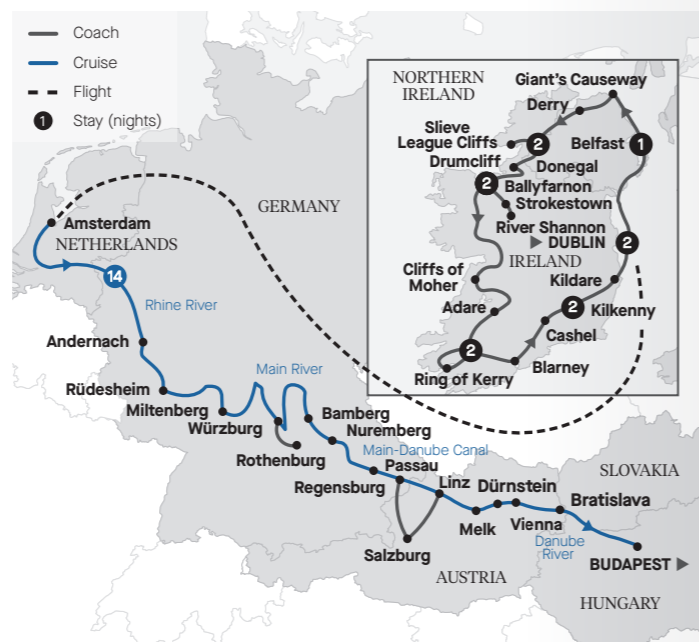 Coach
Cruise
Flight
1 Stay (nights)
NORTHERN
IRELAND
Giant's Causeway
Derry
Slieve
League Cliffs
2
Belfast
1
Drumcliff
Donegal
2
Ballyfarnon
Strokestown
River Shannon
DUBLIN
2
IRELAND
Cliffs of
Moher
Kildare
Adare
2
Kilkenny
Cashel
2
Ring of Kerry
Blarney
Amsterdam
NETHERLANDS
GERMANY
14
Rhine River
Andernach
Main River
Rüdesheim
Miltenberg
Würzburg
Bamberg
Nuremberg
Rothenburg
Main-Danube Canal
Passau
Regensburg
Linz
Dürnstein
SLOVAKIA
Bratislava
Melk
Vienna
Danube
River
Salzburg
BUDAPEST
AUSTRIA
HUNGARY